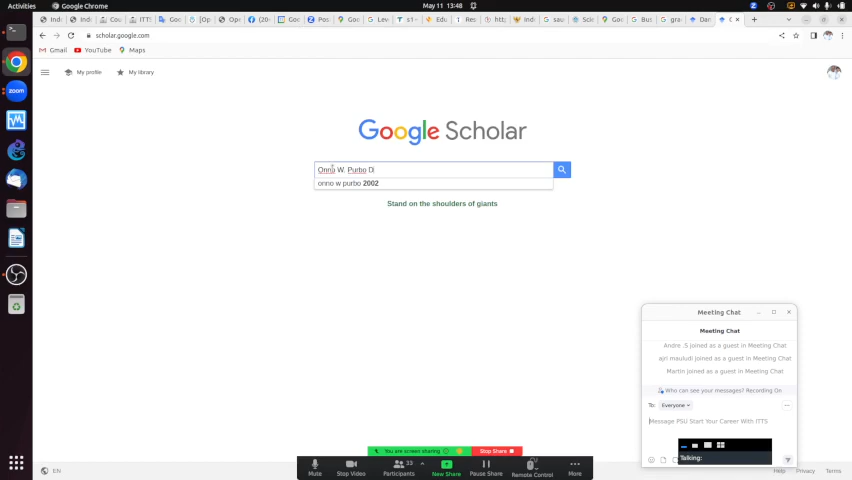 Activities
Google Chrome
May 11 13:48
scholar.google.com
Gmail
YouTube
Maps
My profile
My library
Google Scholar
Onno W. Purbo Di
onno w purbo 2002
Stand on the shoulders of giants
Meeting Chat
Meeting Chat
Andre .S joined as a guest in Meeting Chat
ajri mauludi joined as a guest in Meeting Chat
Martin joined as a guest in Meeting Chat
Who can see your messages? Recording On
To: Everyone
Message PSU Start Your Career With ITTS
Talking:
You are screen sharing
Stop Share
33
Mute
Stop Video
Participants
New Share
Pause Share
Remote Control
More
EN
Help
Privacy
Terms